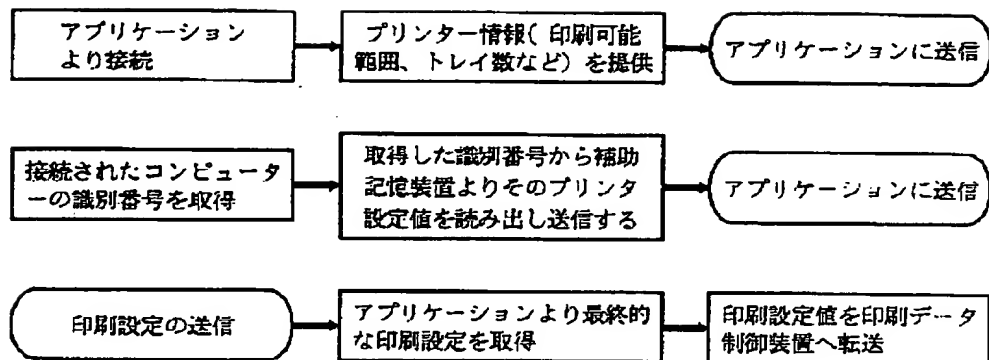 アプリケーション
より接続
プリンター情報( 印刷可能
範囲、トレイ数など）を提供
アプリケーションに送信
接続されたコンピュータ
ーの識別番号を取得
取得した識別番号から補助
記憶装置よりそのプリンタ
設定値を読み出し送信する
アプリケーションに送信
印刷設定の送信
アプリケーションより最終的
な印刷設定を取得
印刷設定値を印刷データ
制御装置へ転送